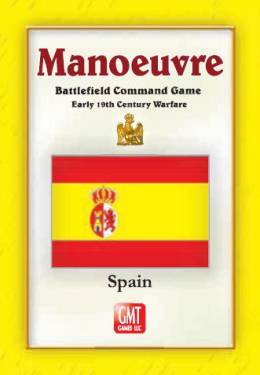 Manoeuvre
Battlefield Command Game
Early 19th Century Warfare
Spain
GMT
GAMES LLC